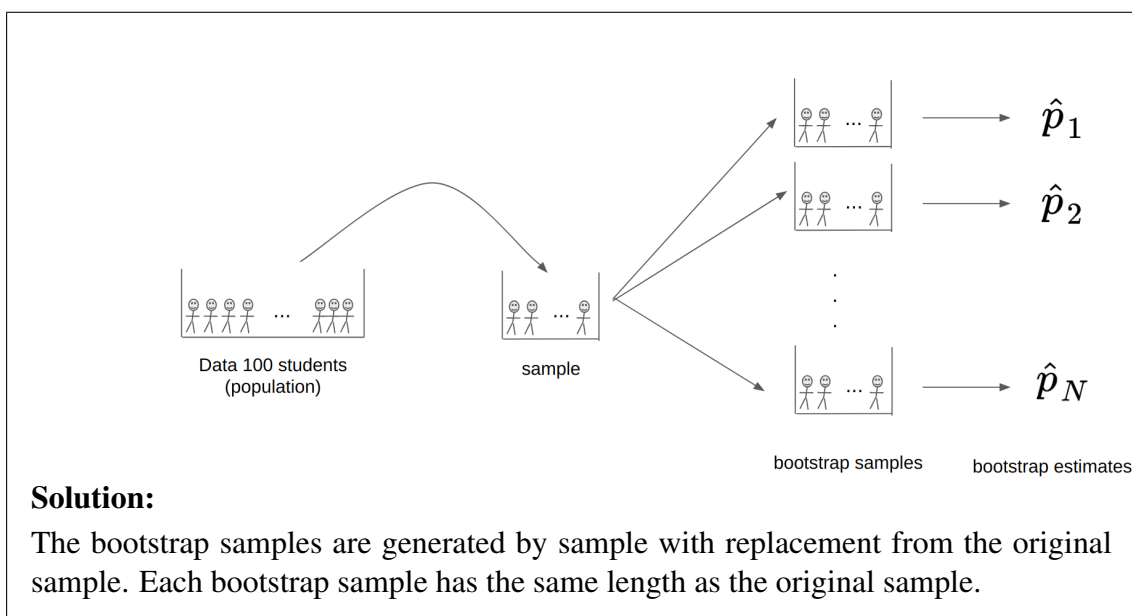 p̂₁
p̂₂
...
...
...
.
.
.
...
p̂_N
Data 100 students
(population)
sample
bootstrap samples
bootstrap estimates
Solution:
The bootstrap samples are generated by sample with replacement from the original
sample. Each bootstrap sample has the same length as the original sample.